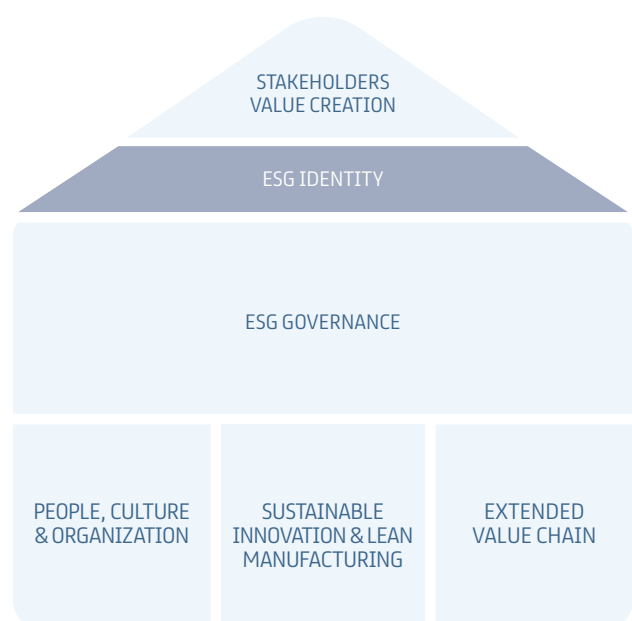 STAKEHOLDERS
VALUE CREATION
ESG IDENTITY
ESG GOVERNANCE
PEOPLE, CULTURE
& ORGANIZATION
SUSTAINABLE
INNOVATION & LEAN
MANUFACTURING
EXTENDED
VALUE CHAIN